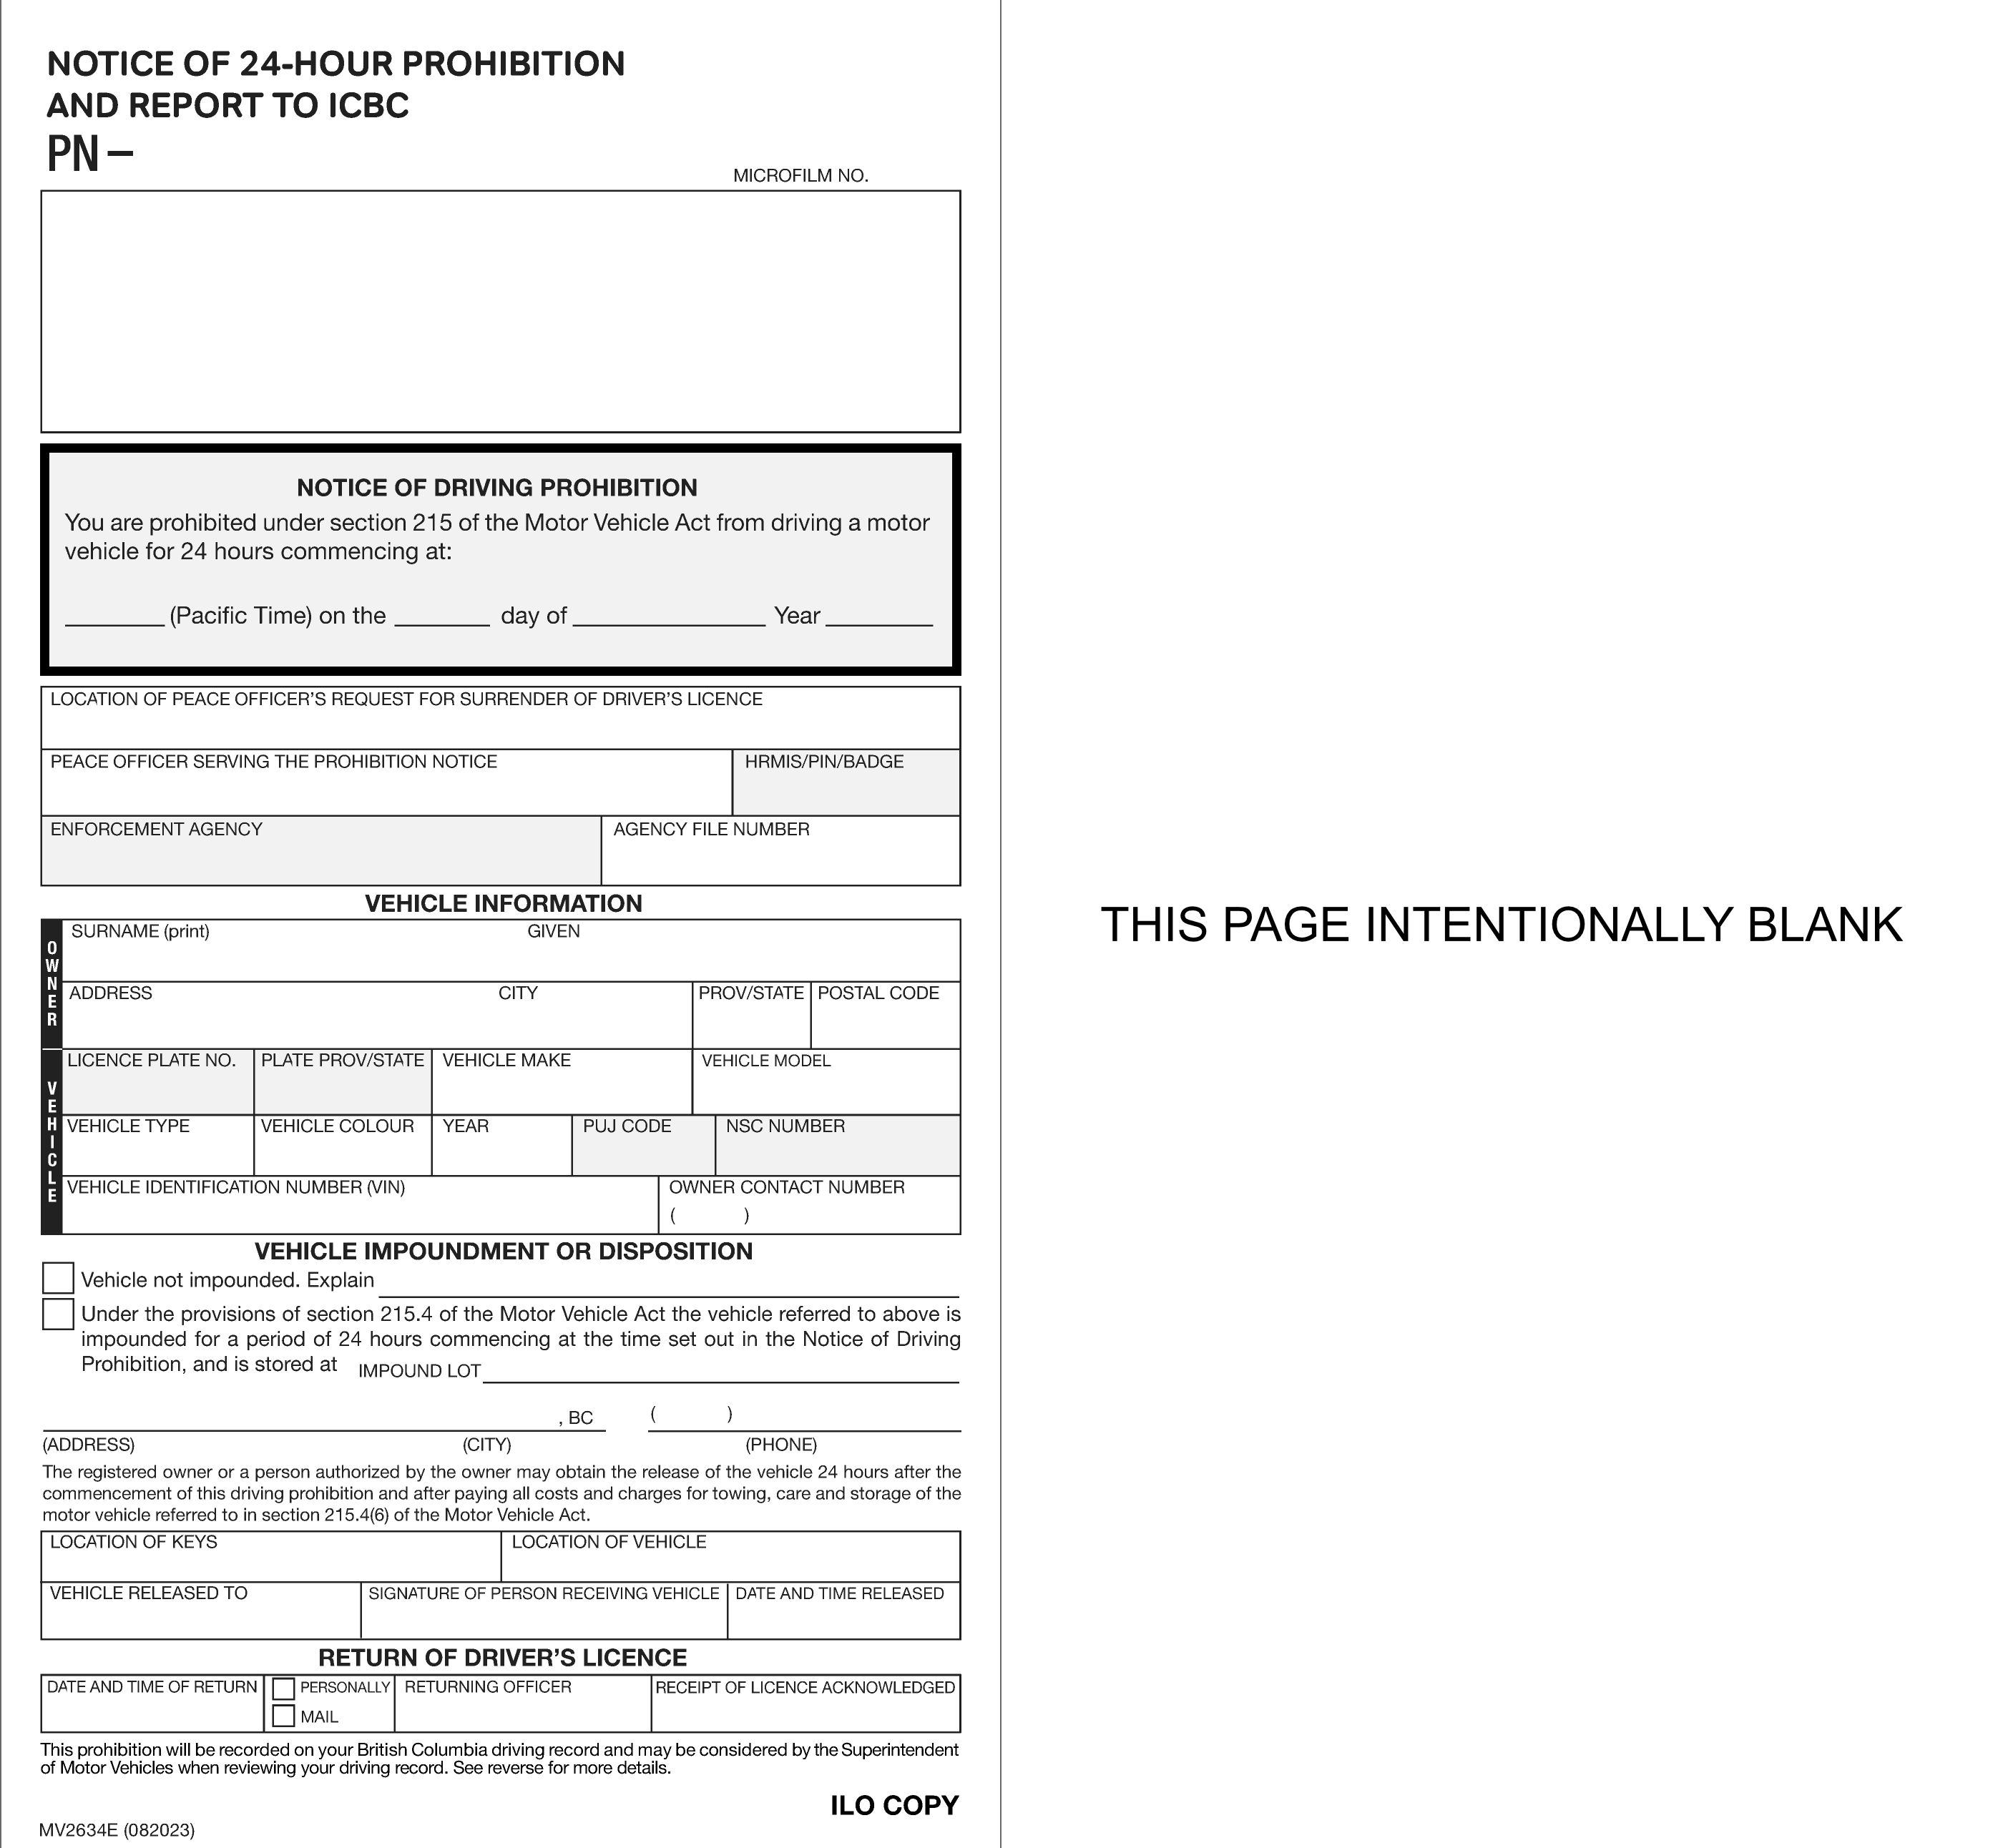 NOTICE OF 24-HOUR PROHIBITION
AND REPORT TO ICBC
PN –
MICROFILM NO.
NOTICE OF DRIVING PROHIBITION
You are prohibited under section 215 of the Motor Vehicle Act from driving a motor
vehicle for 24 hours commencing at:
________ (Pacific Time) on the ________ day of ________________ Year ________
LOCATION OF PEACE OFFICER’S REQUEST FOR SURRENDER OF DRIVER’S LICENCE
PEACE OFFICER SERVING THE PROHIBITION NOTICE HRMIS/PIN/BADGE
ENFORCEMENT AGENCY AGENCY FILE NUMBER
VEHICLE INFORMATION
OWNER
SURNAME (print) GIVEN
ADDRESS CITY PROV/STATE POSTAL CODE
VEHICLE
LICENCE PLATE NO. PLATE PROV/STATE VEHICLE MAKE VEHICLE MODEL
VEHICLE TYPE VEHICLE COLOUR YEAR PUJ CODE NSC NUMBER
VEHICLE IDENTIFICATION NUMBER (VIN) OWNER CONTACT NUMBER
( )
VEHICLE IMPOUNDMENT OR DISPOSITION
Vehicle not impounded. Explain
Under the provisions of section 215.4 of the Motor Vehicle Act the vehicle referred to above is
impounded for a period of 24 hours commencing at the time set out in the Notice of Driving
Prohibition, and is stored at IMPOUND LOT
, BC ( )
(ADDRESS) (CITY) (PHONE)
The registered owner or a person authorized by the owner may obtain the release of the vehicle 24 hours after the
commencement of this driving prohibition and after paying all costs and charges for towing, care and storage of the
motor vehicle referred to in section 215.4(6) of the Motor Vehicle Act.
LOCATION OF KEYS LOCATION OF VEHICLE
VEHICLE RELEASED TO SIGNATURE OF PERSON RECEIVING VEHICLE DATE AND TIME RELEASED
RETURN OF DRIVER’S LICENCE
DATE AND TIME OF RETURN PERSONALLY RETURNING OFFICER RECEIPT OF LICENCE ACKNOWLEDGED
MAIL
This prohibition will be recorded on your British Columbia driving record and may be considered by the Superintendent
of Motor Vehicles when reviewing your driving record. See reverse for more details.
ILO COPY
MV2634E (082023)
THIS PAGE INTENTIONALLY BLANK